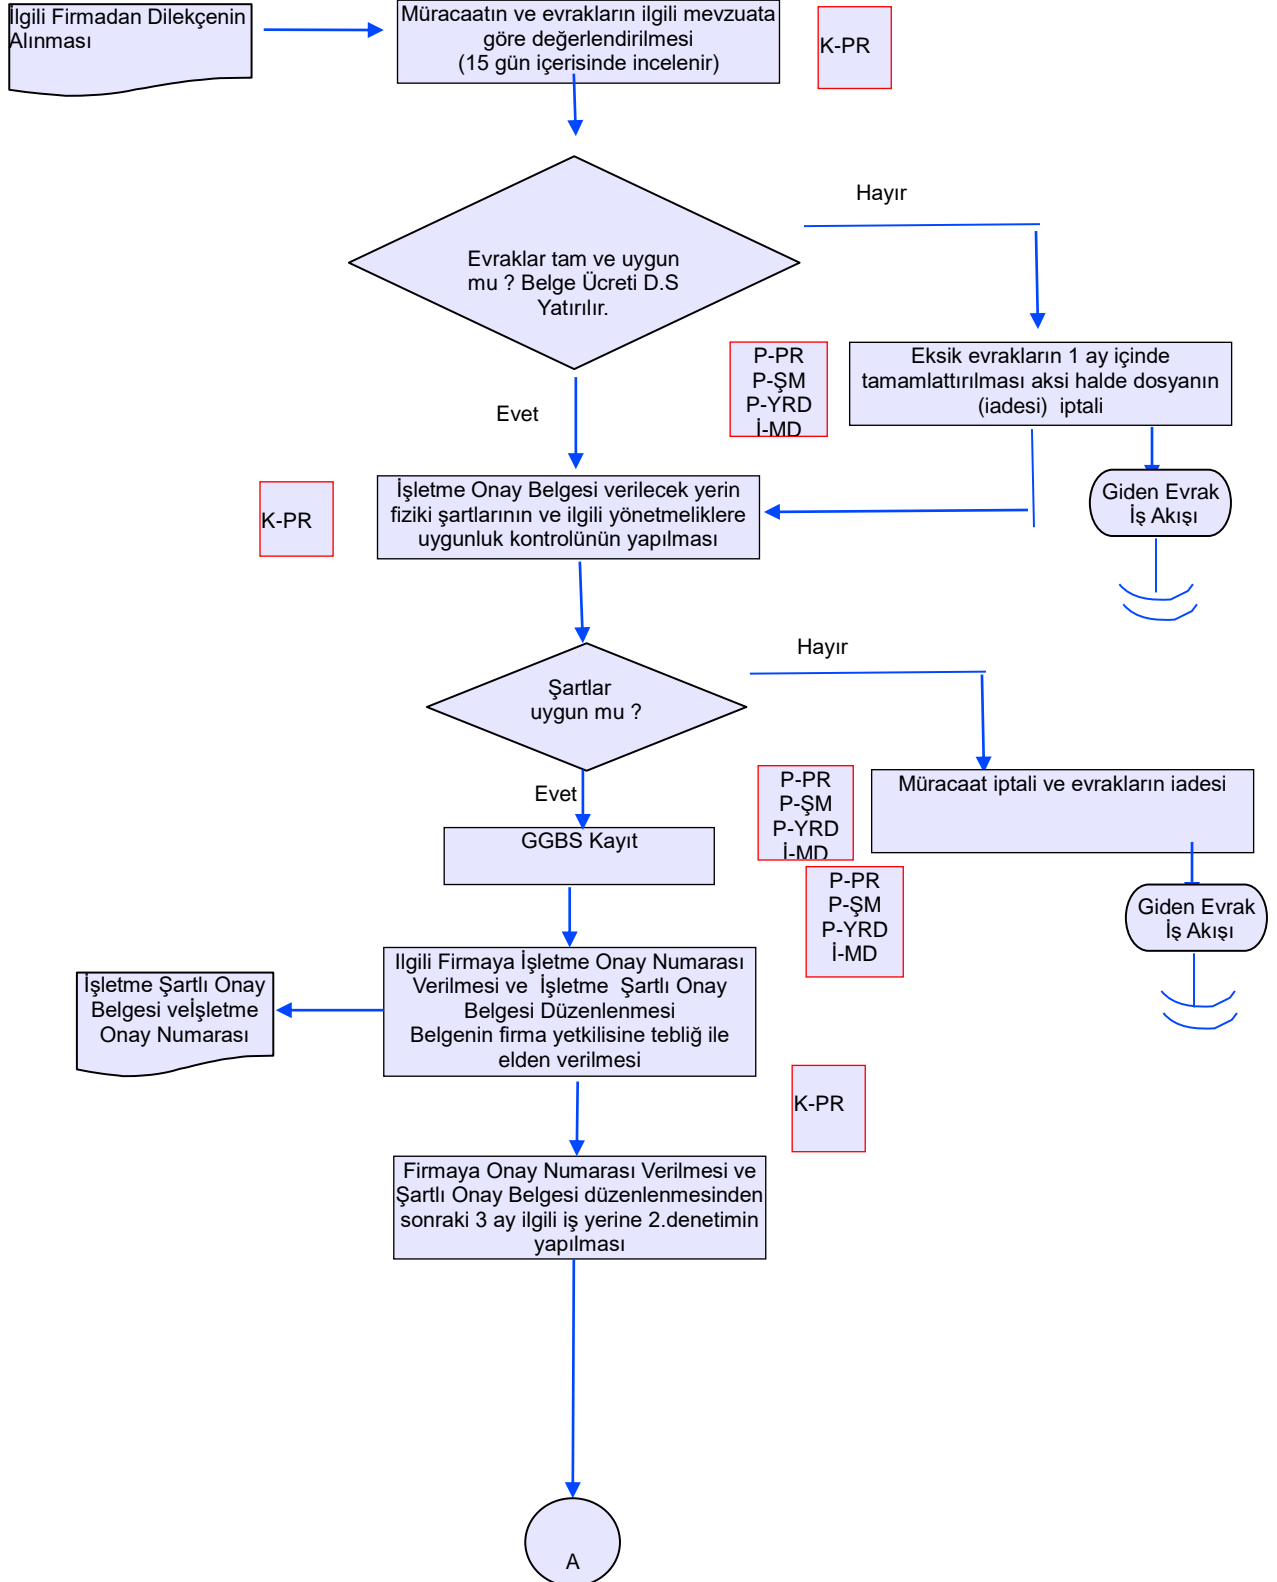 İlgili Firmadan Dilekçenin
Alınması
Müracaatın ve evrakların ilgili mevzuata
göre değerlendirilmesi
(15 gün içerisinde incelenir)
K-PR
Hayır
Evraklar tam ve uygun
mu ? Belge Ücreti D.S
Yatırılır.
P-PR
P-ŞM
P-YRD
İ-MD
Eksik evrakların 1 ay içinde
tamamlattırılması aksi halde dosyanın
(iadesi) iptali
Evet
Giden Evrak
İş Akışı
K-PR
İşletme Onay Belgesi verilecek yerin
fiziki şartlarının ve ilgili yönetmeliklere
uygunluk kontrolünün yapılması
Hayır
Şartlar
uygun mu ?
P-PR
P-ŞM
P-YRD
İ-MD
Müracaat iptali ve evrakların iadesi
Evet
GGBS Kayıt
P-PR
P-ŞM
P-YRD
İ-MD
Giden Evrak
İş Akışı
Ilgili Firmaya İşletme Onay Numarası
Verilmesi ve İşletme Şartlı Onay
Belgesi Düzenlenmesi
Belgenin firma yetkilisine tebliğ ile
elden verilmesi
İşletme Şartlı Onay
Belgesi veİşletme
Onay Numarası
K-PR
Firmaya Onay Numarası Verilmesi ve
Şartlı Onay Belgesi düzenlenmesinden
sonraki 3 ay ilgili iş yerine 2.denetimin
yapılması
A